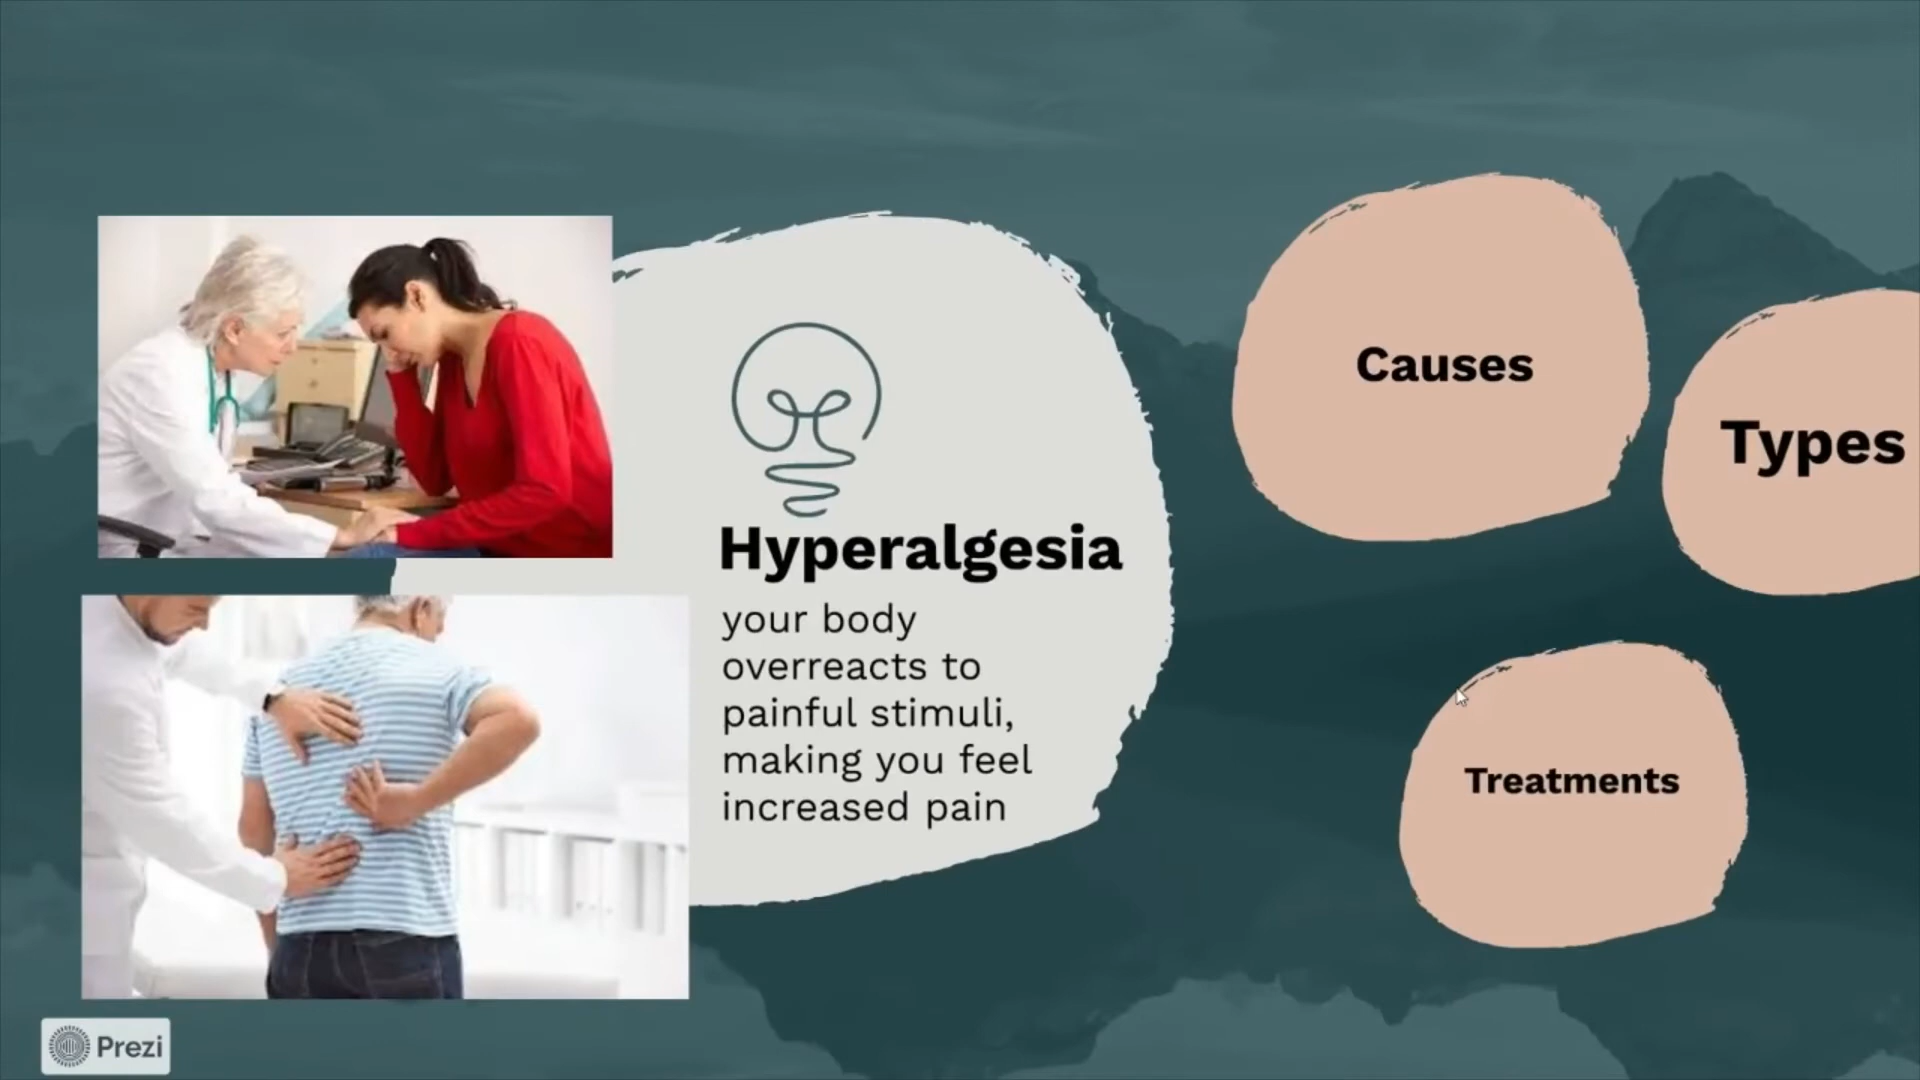 Hyperalgesia
your body
overreacts to
painful stimuli,
making you feel
increased pain
Causes
Types
Treatments
Prezi